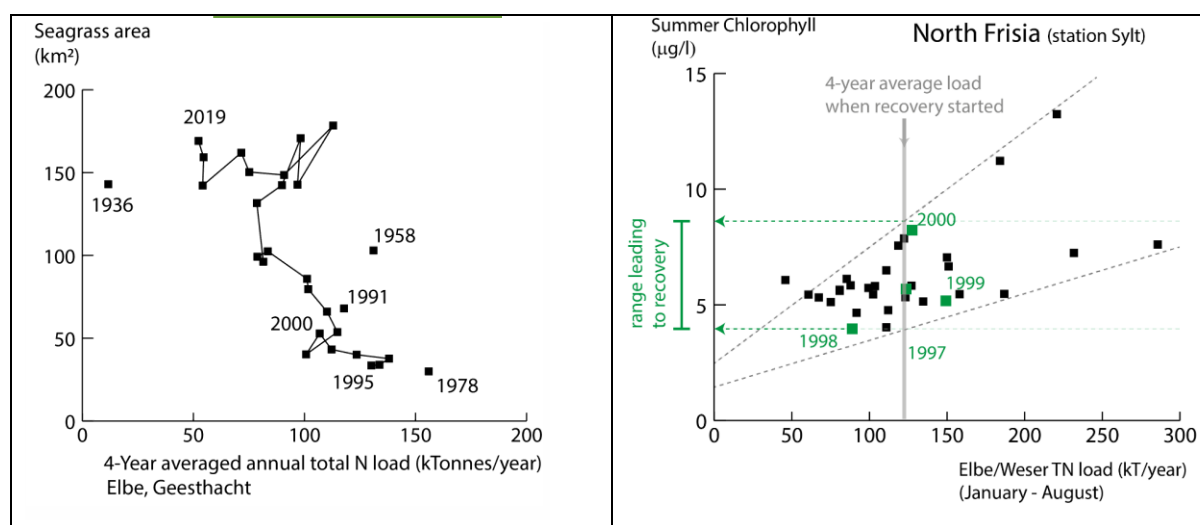 Seagrass area
(km²)
200
150
100
50
0
2019
1936
1958
1991
2000
1995
1978
0
50
100
150
200
4-Year averaged annual total N load (kTonnes/year)
Elbe, Geesthacht
Summer Chlorophyll
(µg/l)
North Frisia (station Sylt)
4-year average load
when recovery started
15
10
5
0
range leading
to recovery
2000
1999
1998
1997
0
50
100
150
200
250
300
Elbe/Weser TN load (kT/year)
(January - August)